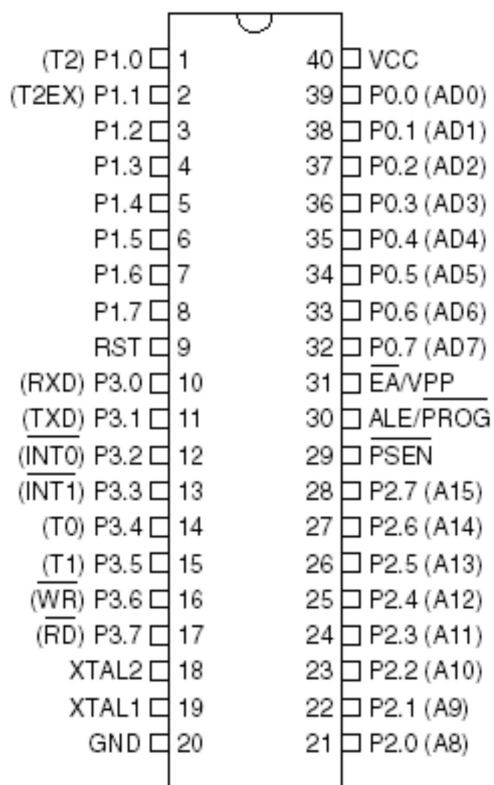 (T2) P1.0 1 40 VCC
(T2EX) P1.1 2 39 P0.0 (AD0)
P1.2 3 38 P0.1 (AD1)
P1.3 4 37 P0.2 (AD2)
P1.4 5 36 P0.3 (AD3)
P1.5 6 35 P0.4 (AD4)
P1.6 7 34 P0.5 (AD5)
P1.7 8 33 P0.6 (AD6)
RST 9 32 P0.7 (AD7)
(RXD) P3.0 10 31 E̅A̅/VPP
(TXD) P3.1 11 30 ALE/P̅R̅O̅G̅
(I̅N̅T̅0̅) P3.2 12 29 P̅S̅E̅N̅
(I̅N̅T̅1̅) P3.3 13 28 P2.7 (A15)
(T0) P3.4 14 27 P2.6 (A14)
(T1) P3.5 15 26 P2.5 (A13)
(W̅R̅) P3.6 16 25 P2.4 (A12)
(R̅D̅) P3.7 17 24 P2.3 (A11)
XTAL2 18 23 P2.2 (A10)
XTAL1 19 22 P2.1 (A9)
GND 20 21 P2.0 (A8)